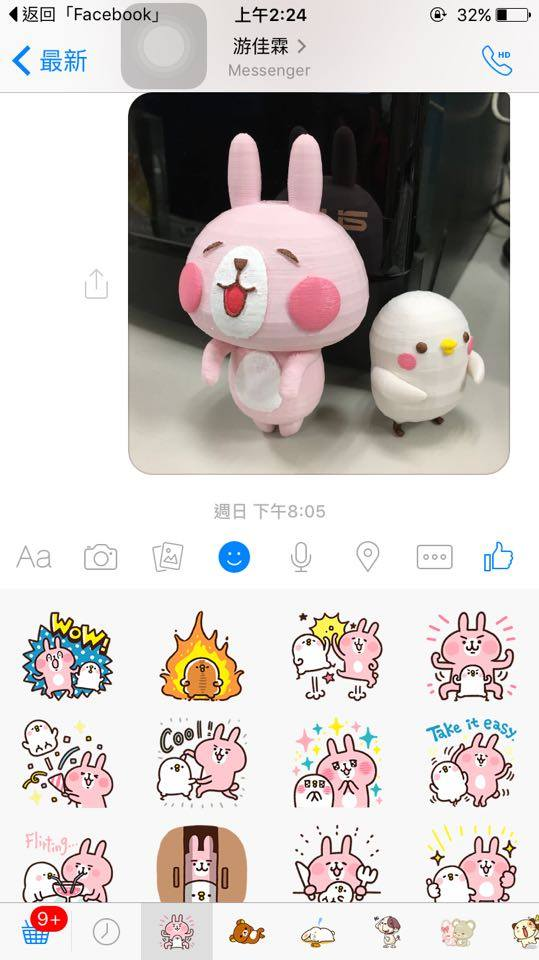 返回「Facebook」
上午2:24
32%
最新
游佳霖
Messenger
HD
週日 下午8:05
Aa
WOW!
Cool!!
Take it easy.
Flirting...
9+